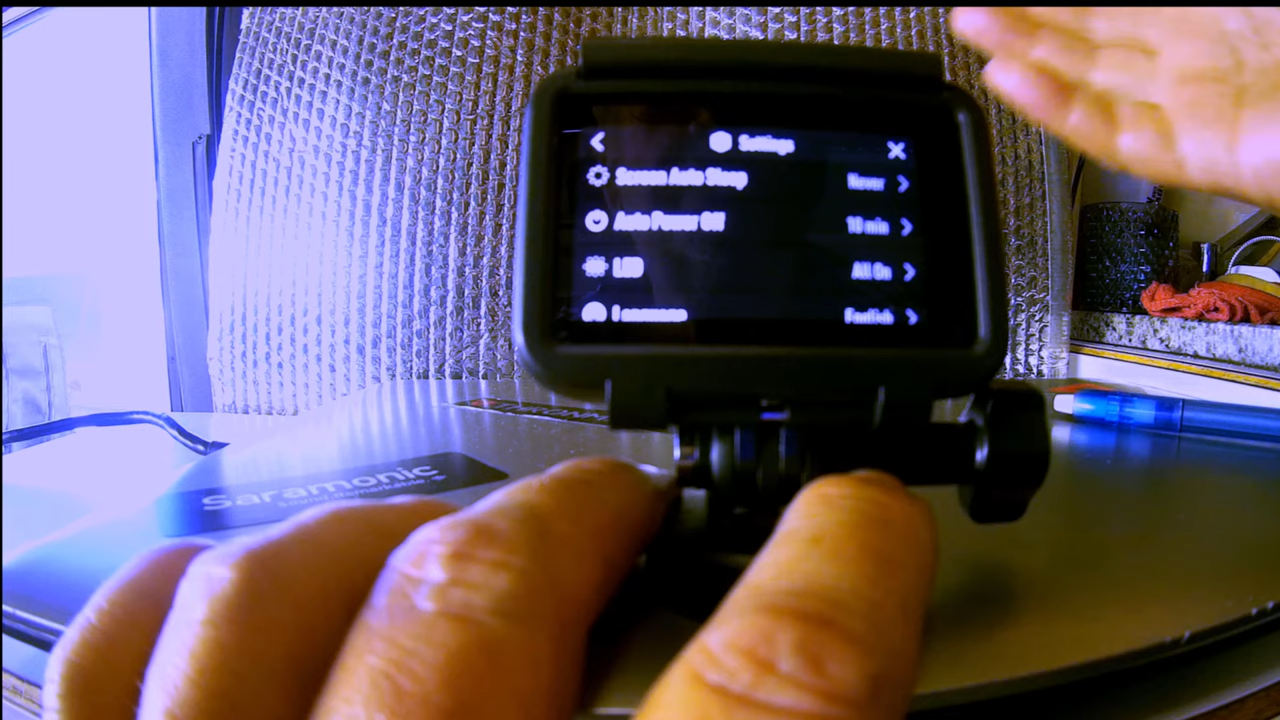 Settings
Screen Auto Sleep Never
Auto Power Off 10 min
LED All On
Language English
Saramonic